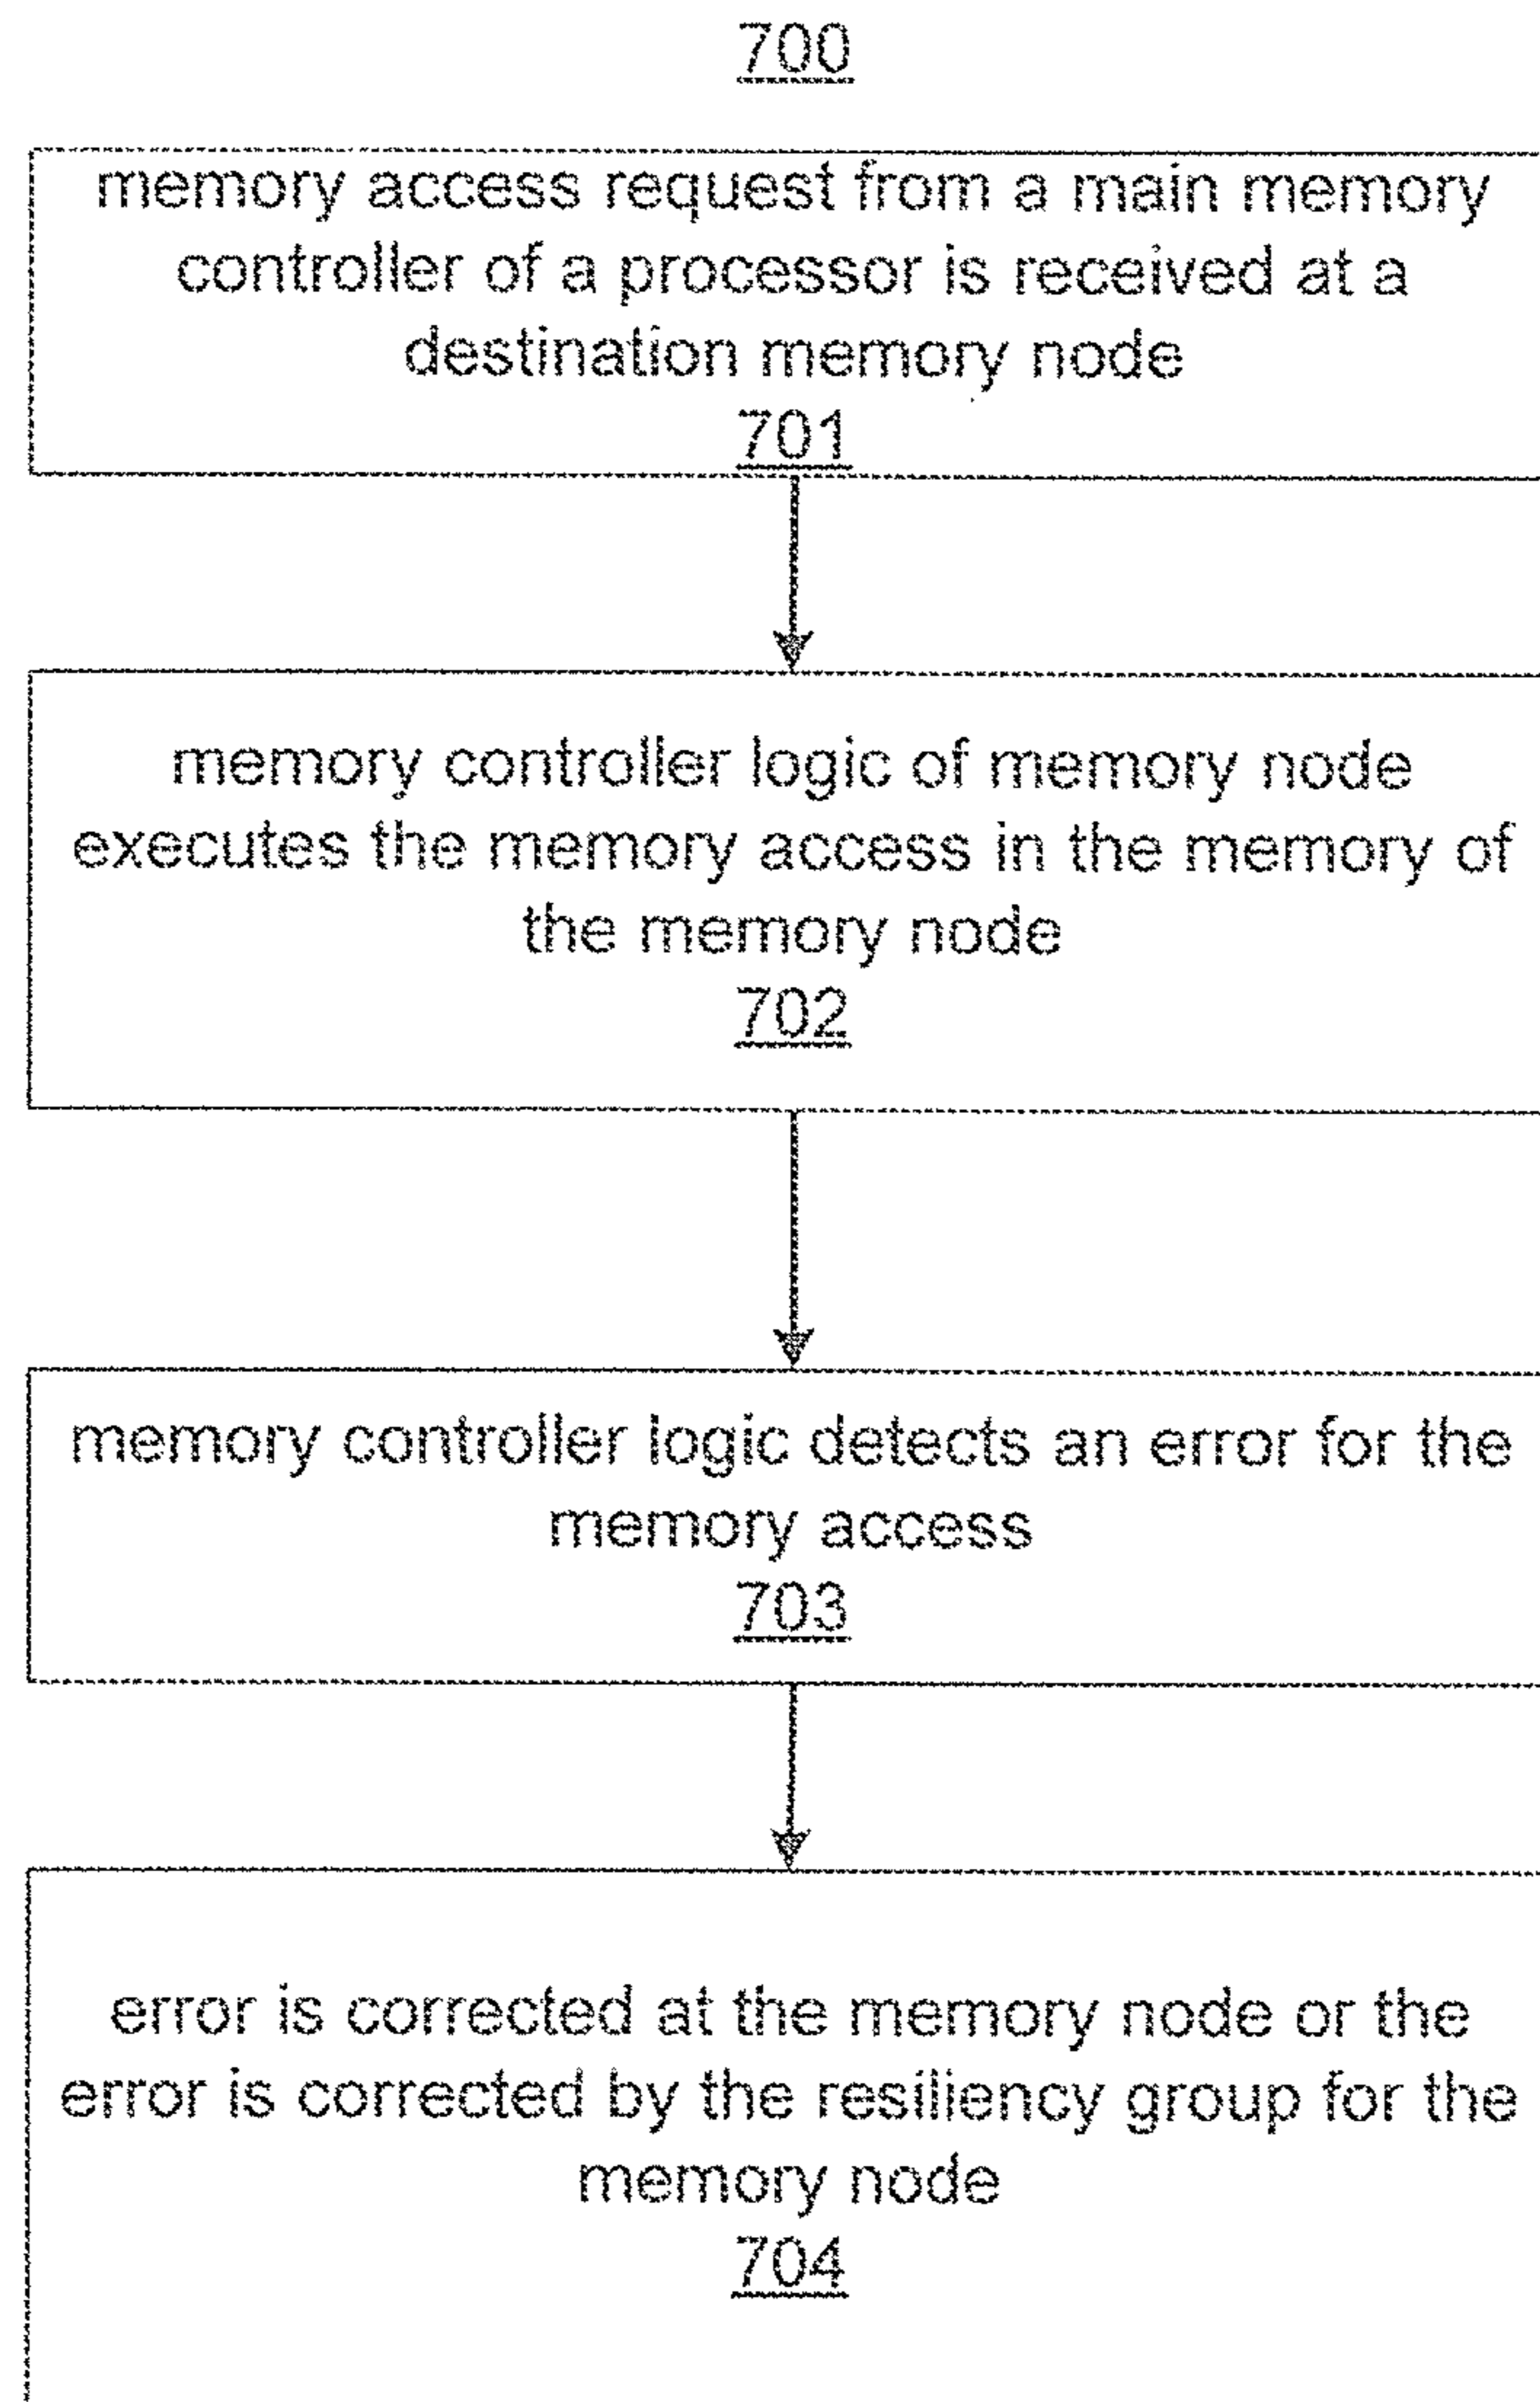 700
memory access request from a main memory
controller of a processor is received at a
destination memory node
701
memory controller logic of memory node
executes the memory access in the memory of
the memory node
702
memory controller logic detects an error for the
memory access
703
error is corrected at the memory node or the
error is corrected by the resiliency group for the
memory node
704